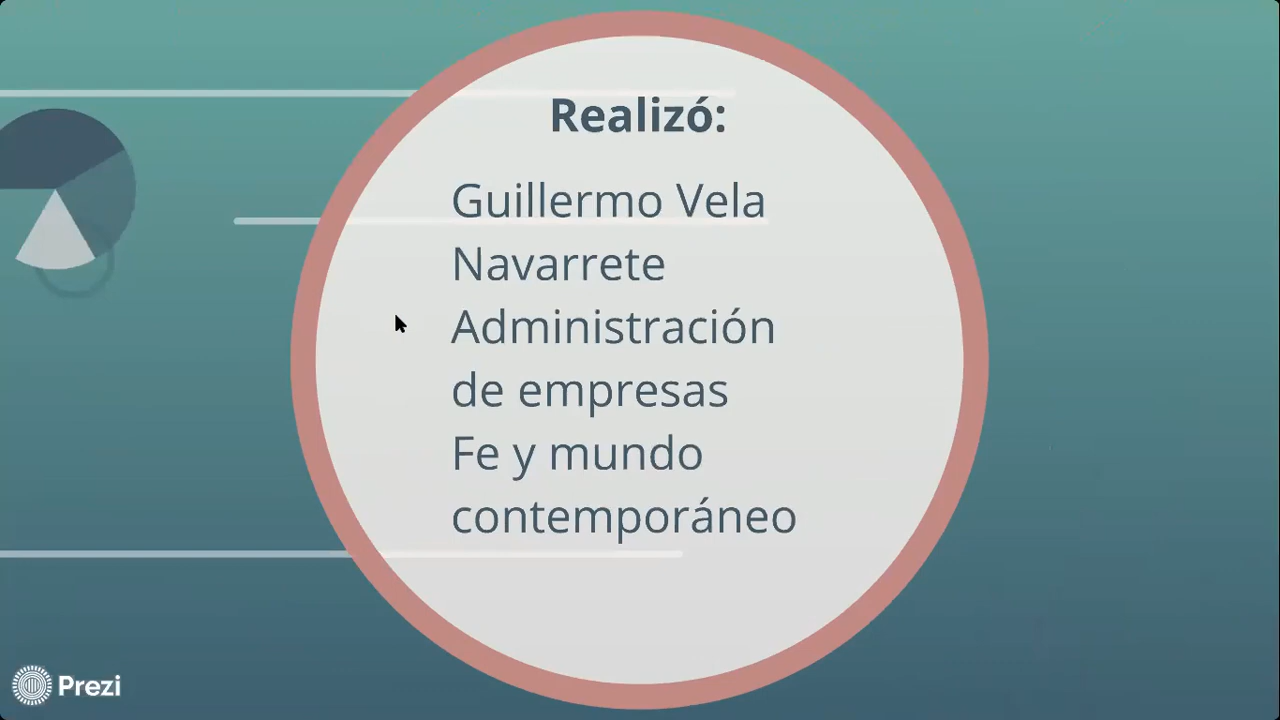 Realizó:
Guillermo Vela
Navarrete
Administración
de empresas
Fe y mundo
contemporáneo
Prezi